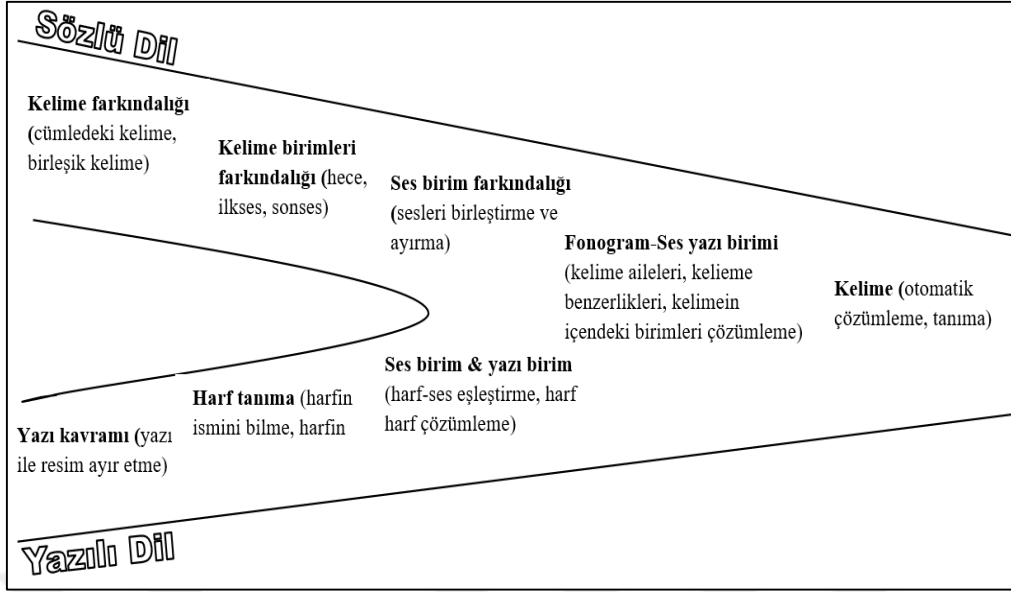 Sözlü Dil
Kelime farkındalığı
(cümledeki kelime,
birleşik kelime)
Kelime birimleri
farkındalığı (hece,
ilkses, sonses)
Ses birim farkındalığı
(sesleri birleştirme ve
ayırma)
Fonogram-Ses yazı birimi
(kelime aileleri, kelieme
benzerlikleri, kelimein
içendeki birimleri çözümleme)
Kelime (otomatik
çözümleme, tanıma)
Ses birim & yazı birim
(harf-ses eşleştirme, harf
harf çözümleme)
Harf tanıma (harfin
ismini bilme, harfin
Yazı kavramı (yazı
ile resim ayır etme)
Yazılı Dil